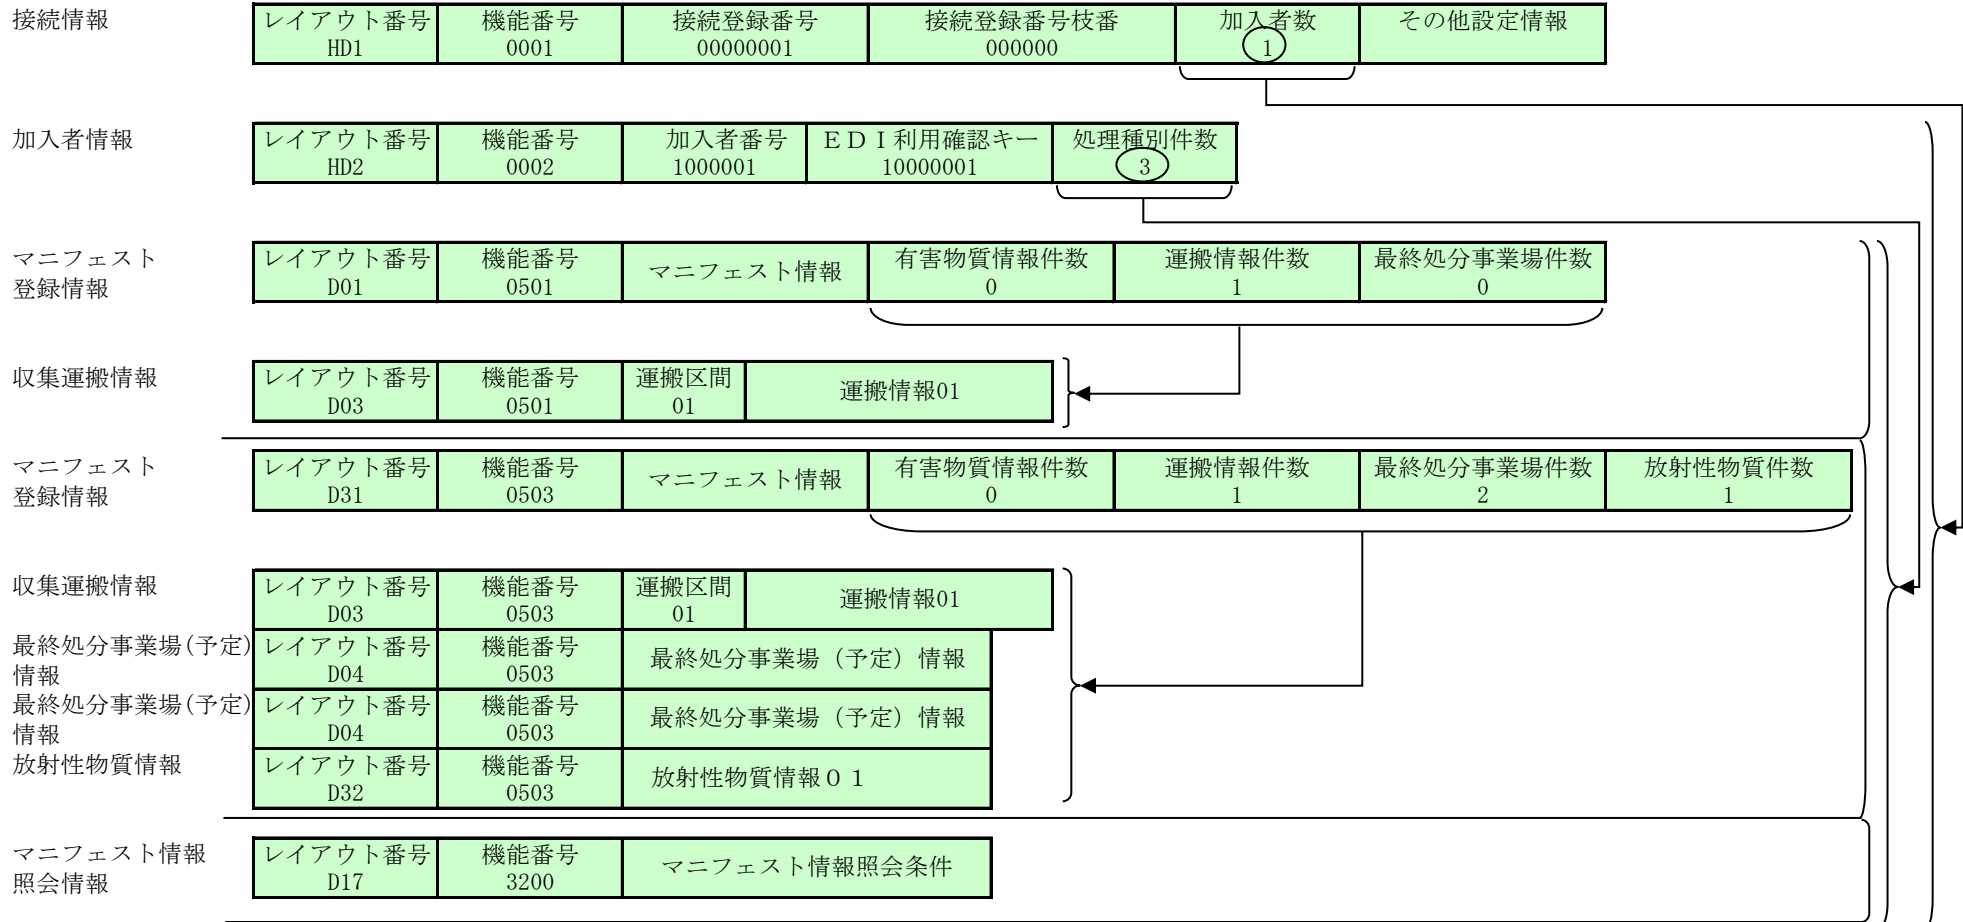 接続情報
レイアウト番号 機能番号 接続登録番号 接続登録番号枝番 加入者数 その他設定情報
HD1 0001 00000001 000000 1
加入者情報
レイアウト番号 機能番号 加入者番号 ＥＤＩ利用確認キー 処理種別件数
HD2 0002 1000001 10000001 3
マニフェスト
登録情報
レイアウト番号 機能番号 マニフェスト情報 有害物質情報件数 運搬情報件数 最終処分事業場件数
D01 0501 0 1 0
収集運搬情報
レイアウト番号 機能番号 運搬区間 運搬情報01
D03 0501 01
マニフェスト
登録情報
レイアウト番号 機能番号 マニフェスト情報 有害物質情報件数 運搬情報件数 最終処分事業場件数 放射性物質件数
D31 0503 0 1 2 1
収集運搬情報
レイアウト番号 機能番号 運搬区間 運搬情報01
D03 0503 01
最終処分事業場(予定)
情報
レイアウト番号 機能番号 最終処分事業場（予定）情報
D04 0503
最終処分事業場(予定)
情報
レイアウト番号 機能番号 最終処分事業場（予定）情報
D04 0503
放射性物質情報
レイアウト番号 機能番号 放射性物質情報０１
D32 0503
マニフェスト情報
照会情報
レイアウト番号 機能番号 マニフェスト情報照会条件
D17 3200